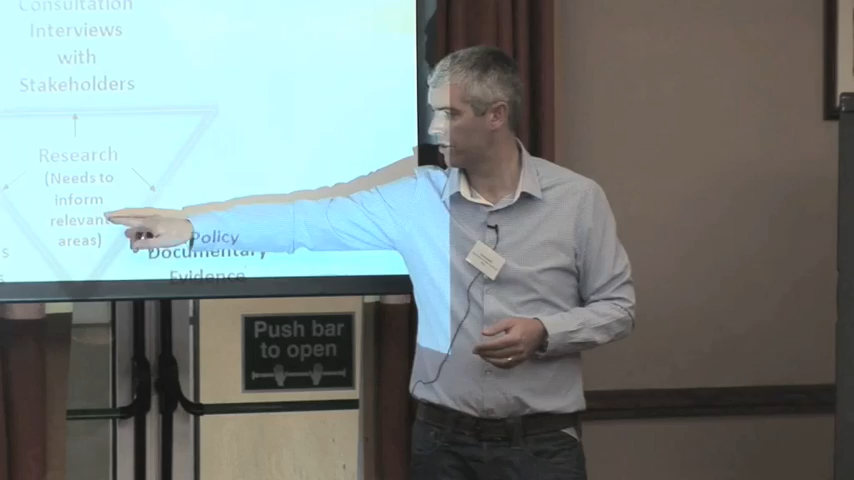 Consultation
Interviews
with
Stakeholders
Research
(Needs to
inform
relevant
areas)
Policy
Documentary
Evidence
Push bar
to open